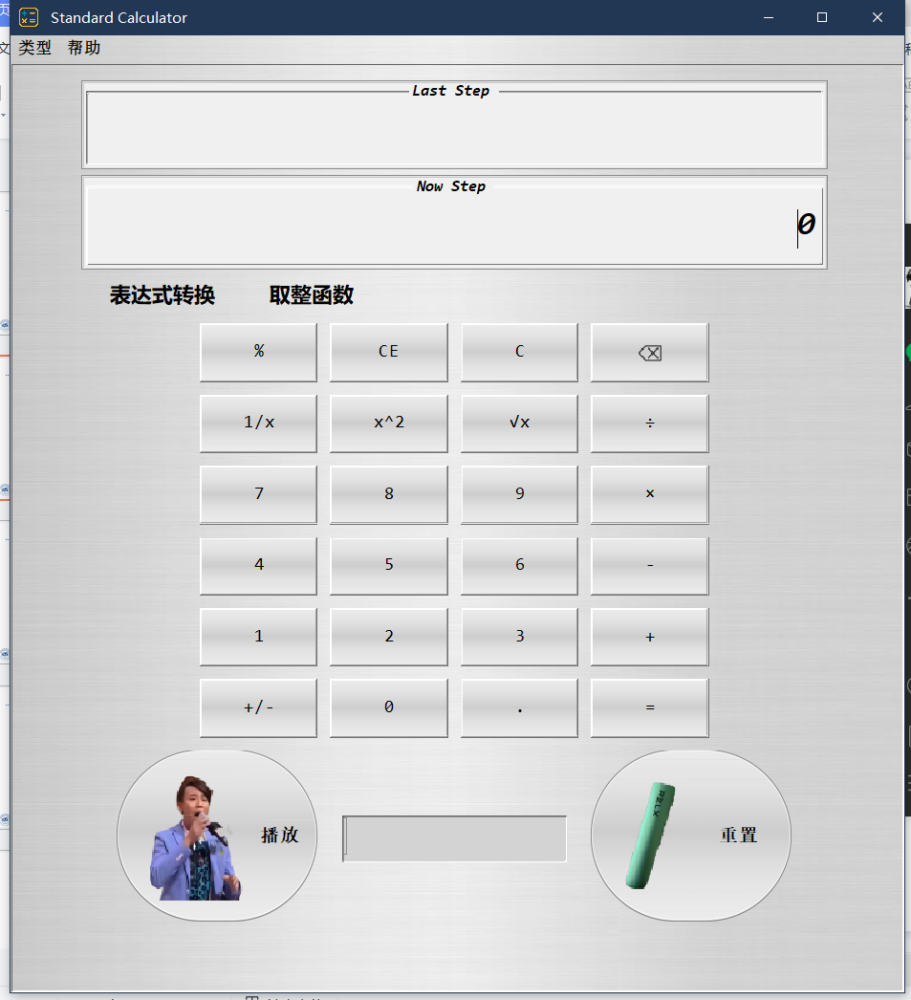 Standard Calculator
类型 帮助
Last Step
Now Step
0
表达式转换 取整函数
% CE C
1/x x^2 √x ÷
7 8 9 ×
4 5 6 -
1 2 3 +
+/- 0 . =
播放 重置